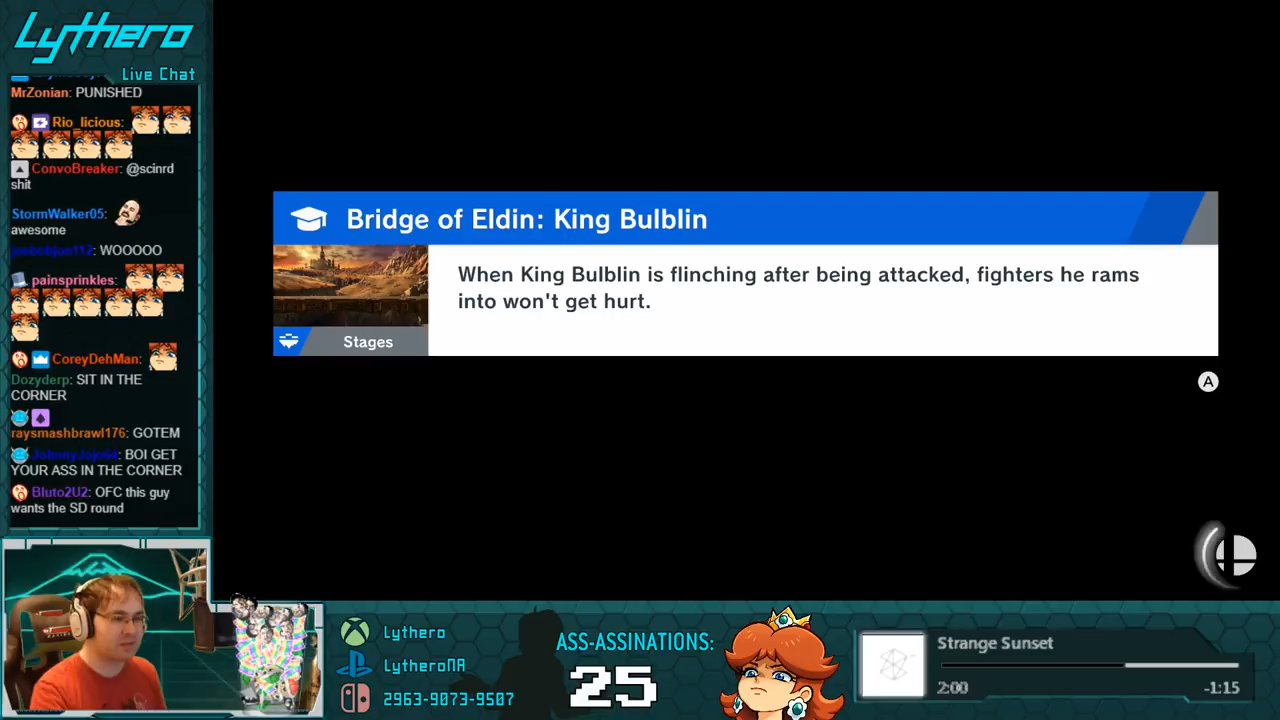 Lythero
Live Chat
MrZonian: PUNISHED
Rio_licious:
ConvoBreaker: @scinrd
shit
StormWalker05:
awesome
joebobjon112: WOOOOO
painsprinkles:
CoreyDehMan:
Dozyderp: SIT IN THE
CORNER
raysmashbrawl176: GOTEM
JohnnyJojo64: BOI GET
YOUR ASS IN THE CORNER
Bluto2U2: OFC this guy
wants the SD round
Bridge of Eldin: King Bulblin
When King Bulblin is flinching after being attacked, fighters he rams
into won't get hurt.
Stages
A
Lythero
LytheroNA
2963-9073-9507
ASS-ASSINATIONS:
25
Strange Sunset
2:00
-1:15